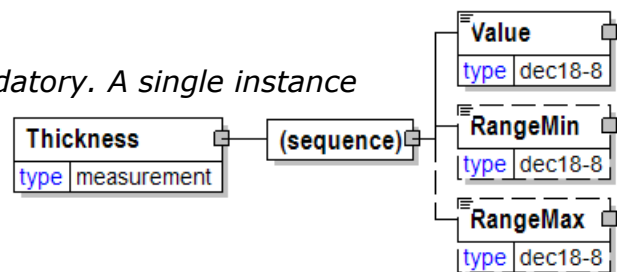 datory. A single instance
Thickness
type measurement
(sequence)
Value
type dec18-8
RangeMin
type dec18-8
RangeMax
type dec18-8